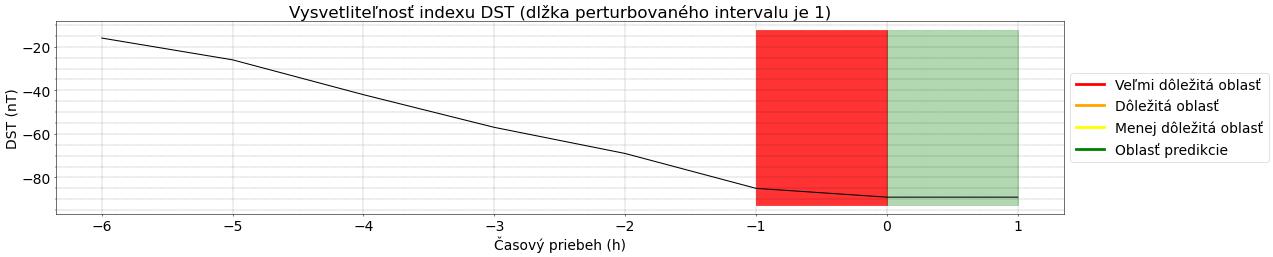 Vysvetliteľnosť indexu DST (dĺžka perturbovaného intervalu je 1)
DST (nT)
−20
−40
−60
−80
−6 −5 −4 −3 −2 −1 0 1
Časový priebeh (h)
Veľmi dôležitá oblasť
Dôležitá oblasť
Menej dôležitá oblasť
Oblasť predikcie